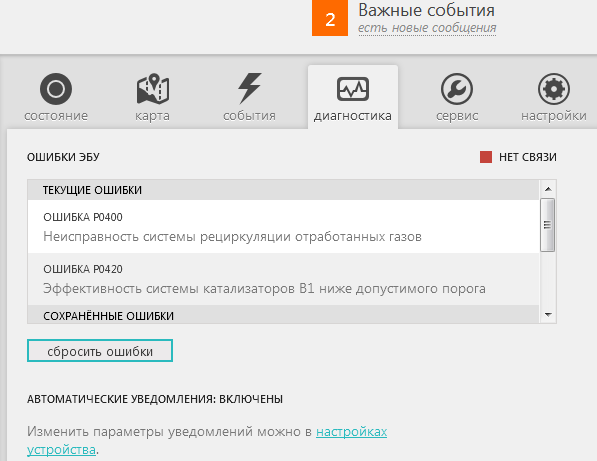 2
Важные события
есть новые сообщения
состояние
карта
события
диагностика
сервис
настройки
ОШИБКИ ЭБУ
НЕТ СВЯЗИ
ТЕКУЩИЕ ОШИБКИ
ОШИБКА P0400
Неисправность системы рециркуляции отработанных газов
ОШИБКА P0420
Эффективность системы катализаторов B1 ниже допустимого порога
СОХРАНЁННЫЕ ОШИБКИ
сбросить ошибки
АВТОМАТИЧЕСКИЕ УВЕДОМЛЕНИЯ: ВКЛЮЧЕНЫ
Изменить параметры уведомлений можно в настройках
устройства.